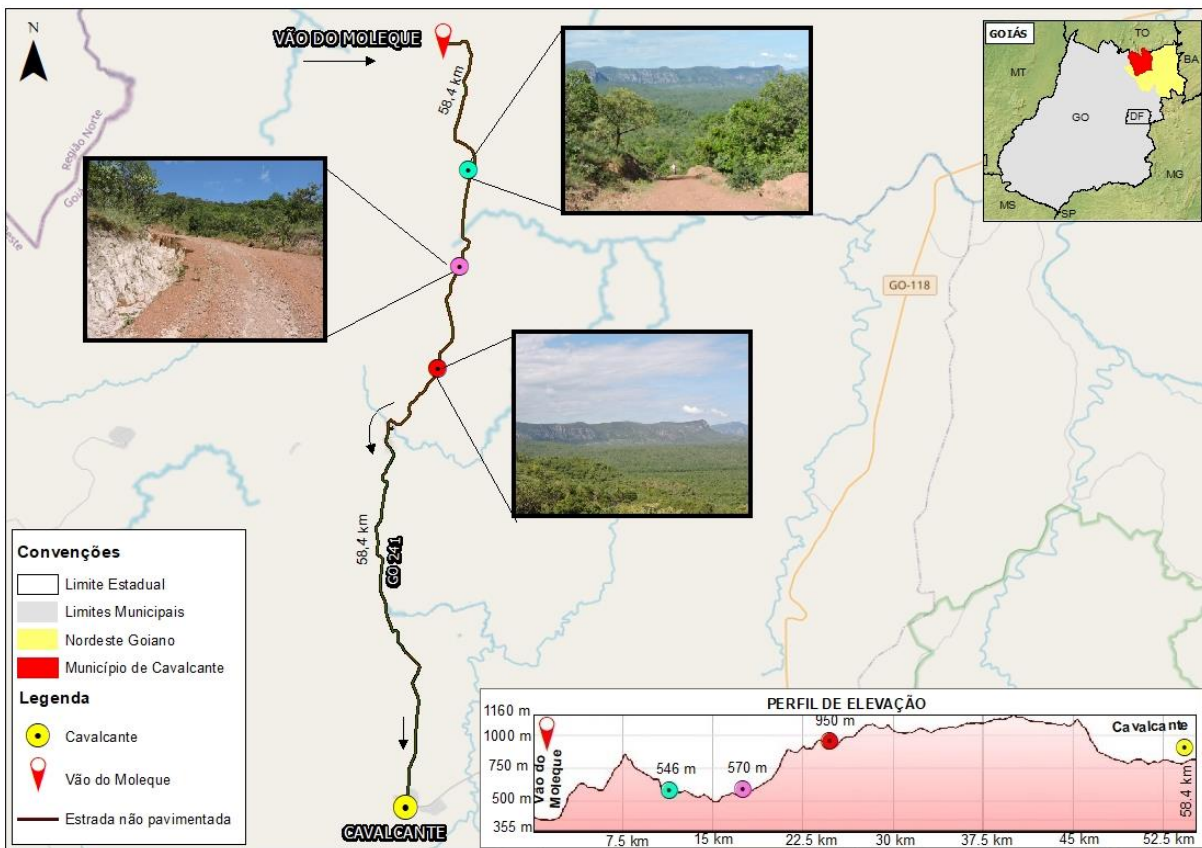 N
VÃO DO MOLEQUE
58,4 km
Região Norte
Goiá
este
GO-118
GOIÁS
TO
BA
MT
GO
DF
MG
MS
SP
58,4 km
GO 241
CAVALCANTE
Convenções
Limite Estadual
Limites Municipais
Nordeste Goiano
Município de Cavalcante
Legenda
Cavalcante
Vão do Moleque
Estrada não pavimentada
PERFIL DE ELEVAÇÃO
1160 m
1000 m
750 m
500 m
355 m
Vão do
Moleque
546 m
570 m
950 m
Cavalcante
58.4 km
7.5 km
15 km
22.5 km
30 km
37.5 km
45 km
52.5 km